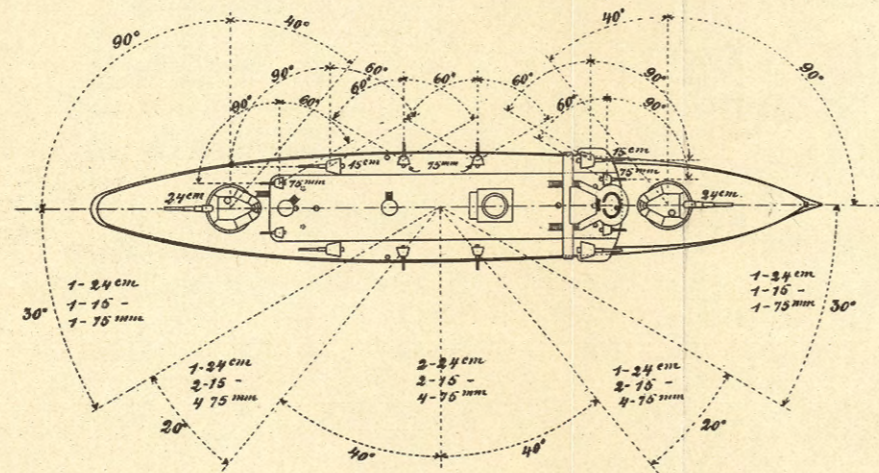 90° 40° 40° 90°
90° 60° 60° 60° 60° 90°
90° 60° 60° 90°
15cm 75mm 15cm
75mm 75mm
24cm 24cm
1-24cm
1-15 -
1-75mm
1-24cm
1-15 -
1-75mm
30° 30°
1-24cm
2-15 -
4 75mm
2-24cm
2-15 -
4-75mm
1-24cm
2-15 -
4-75mm
20° 20°
40° 40°